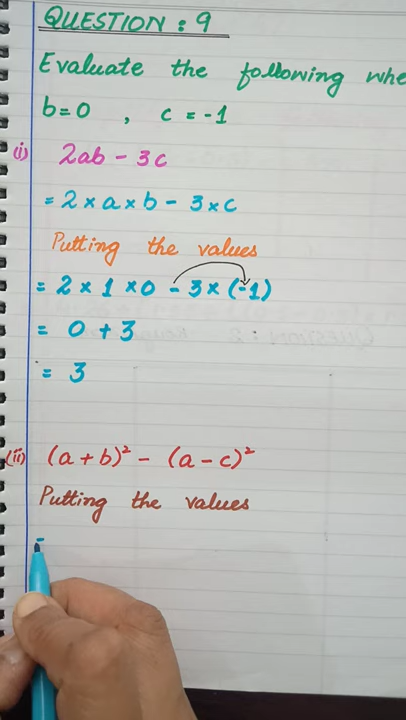 QUESTION : 9
Evaluate the following
b=0 , c = -1
(i) 2ab - 3c
= 2 × a × b - 3 × c
Putting the values
= 2 × 1 × 0 - 3 × (-1)
= 0 + 3
= 3
(ii) (a + b)² - (a - c)²
Putting the values
=